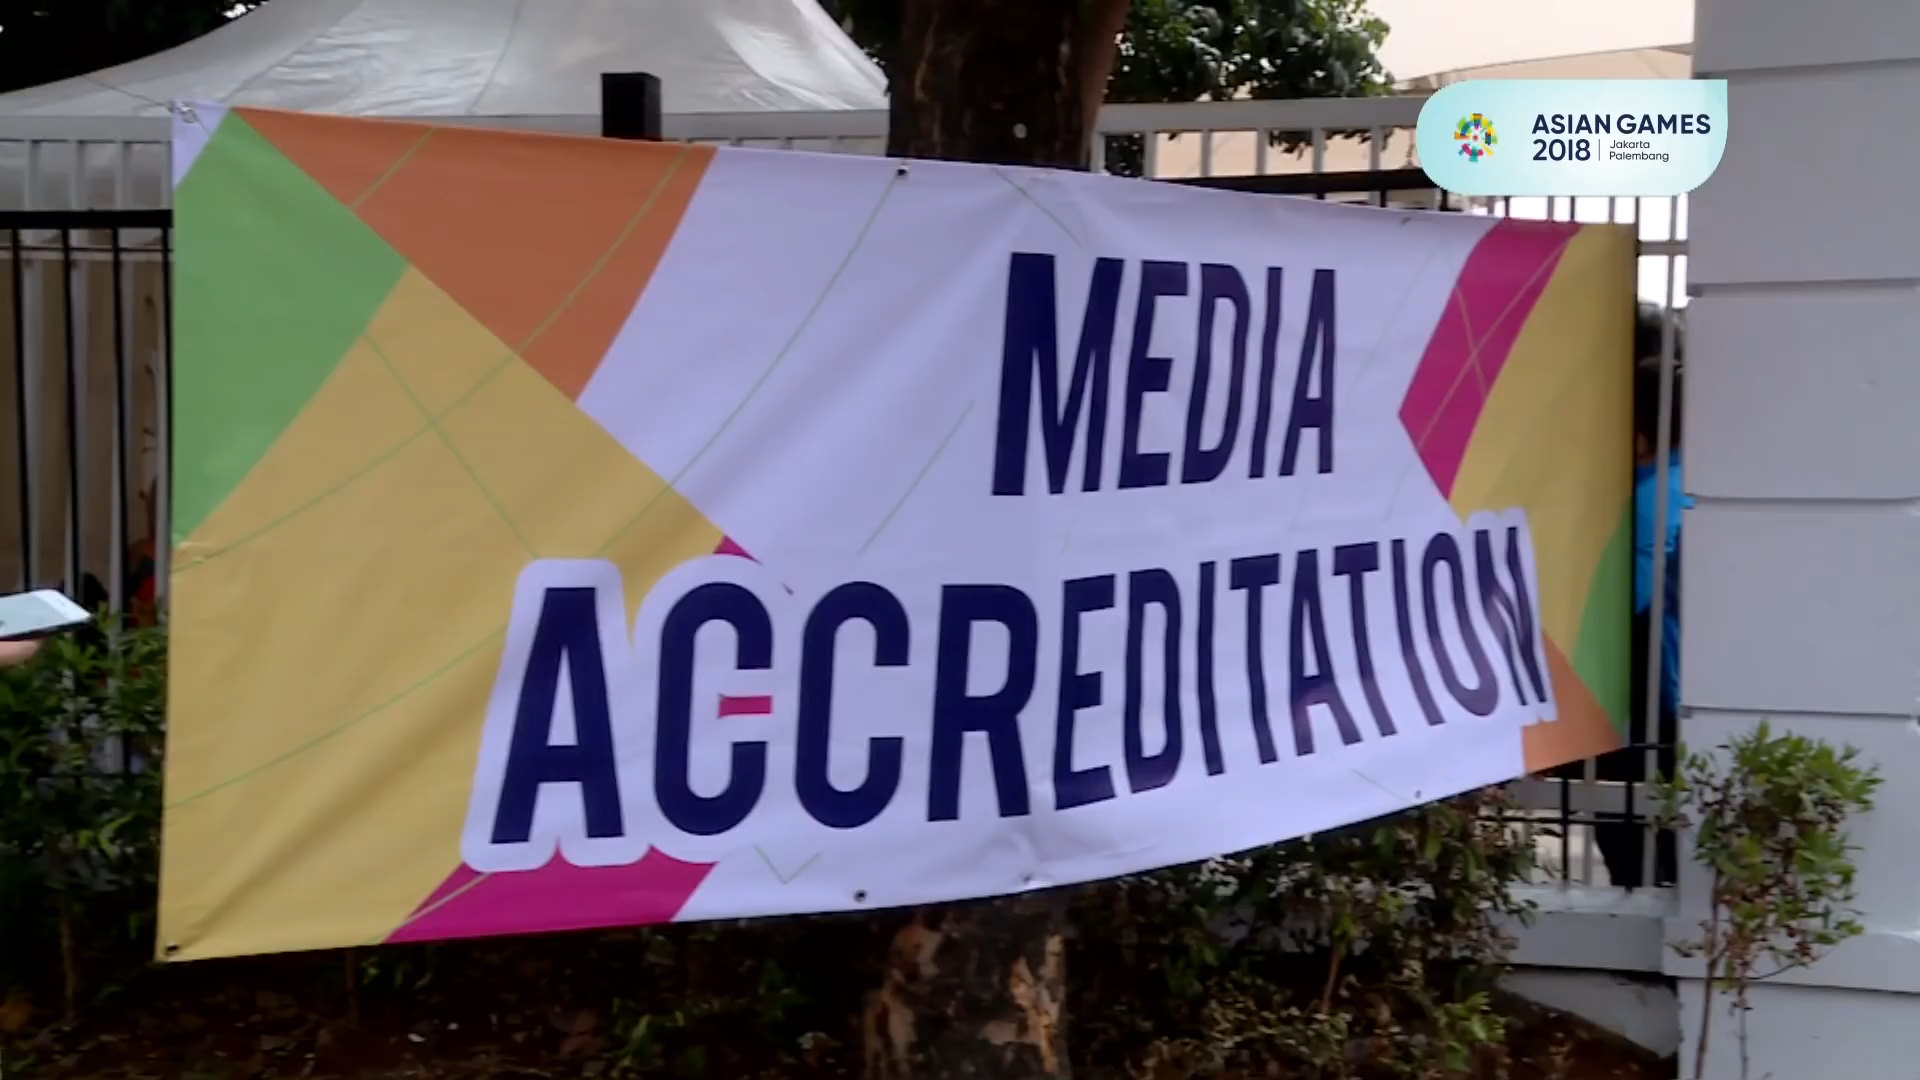 ASIAN GAMES
2018
Jakarta
Palembang
MEDIA
ACCREDITATION